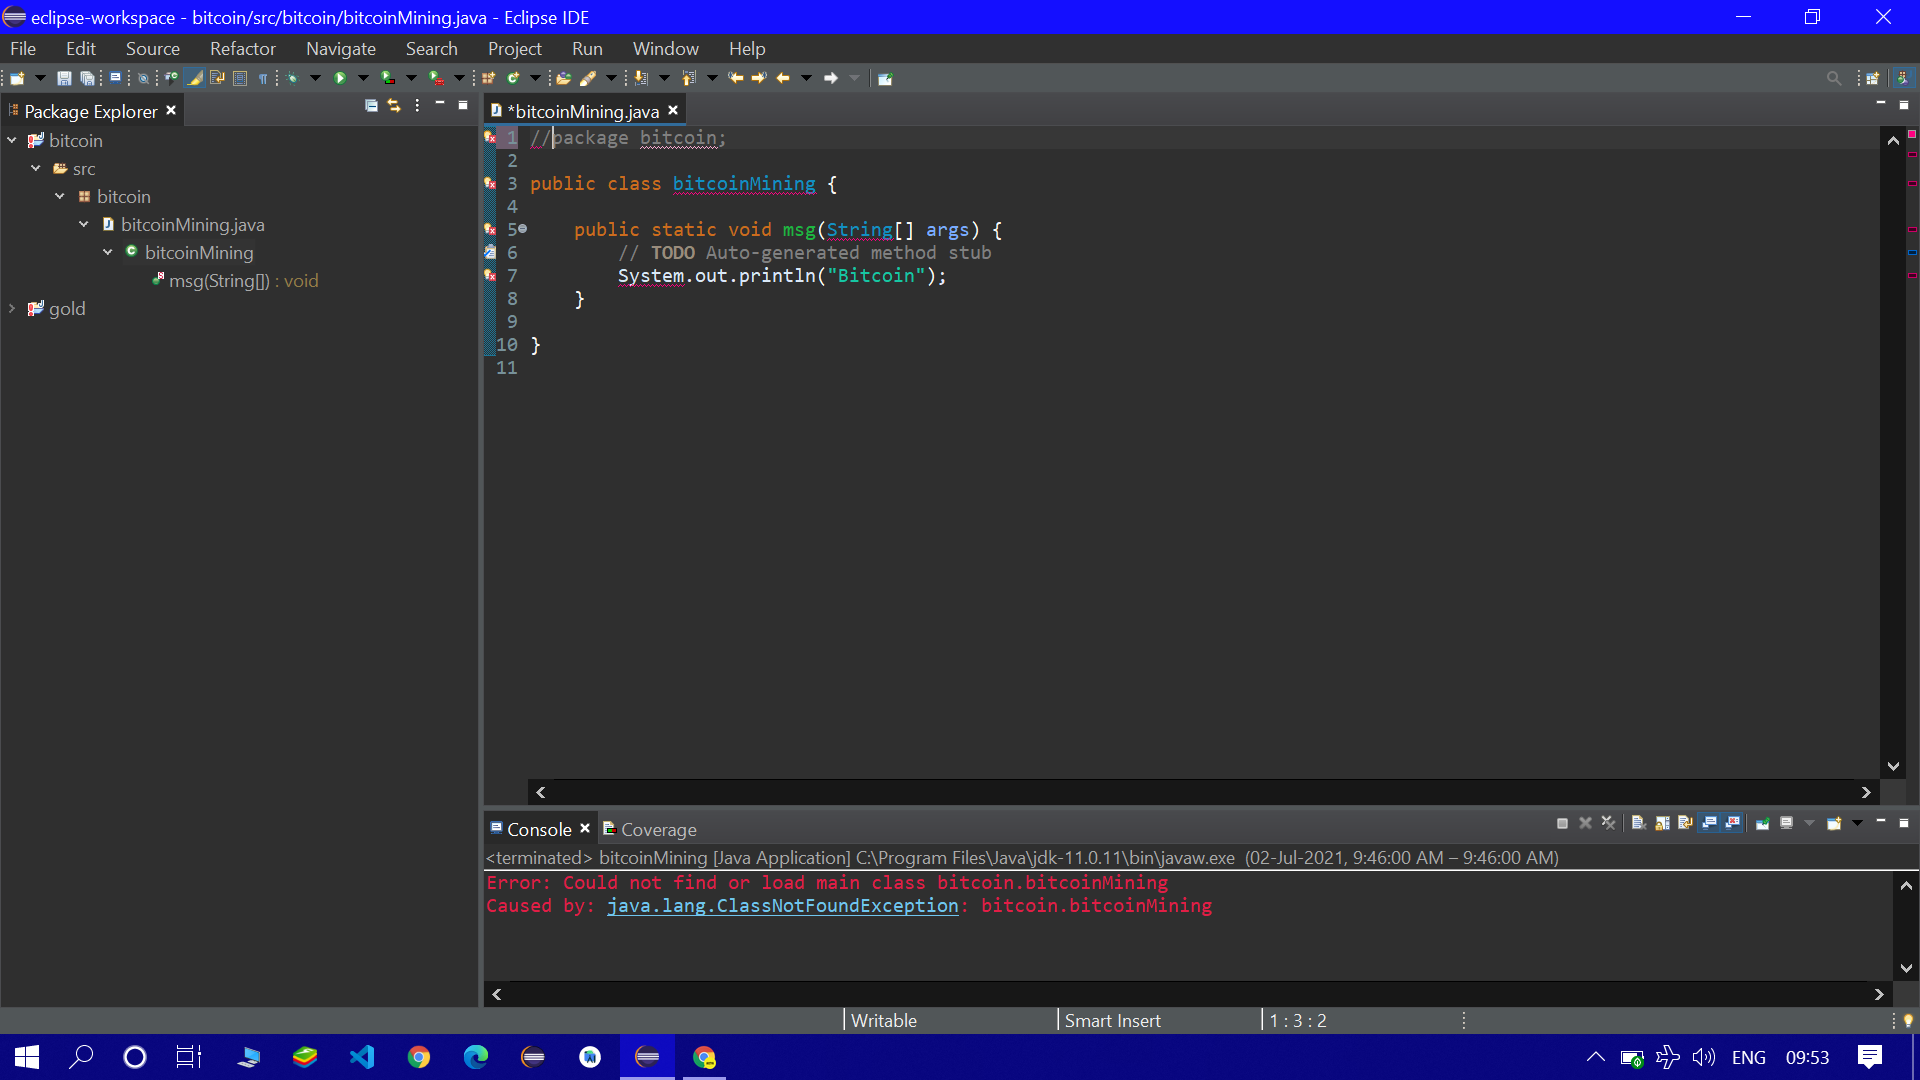 eclipse-workspace - bitcoin/src/bitcoin/bitcoinMining.java - Eclipse IDE
File Edit Source Refactor Navigate Search Project Run Window Help
Package Explorer
bitcoin
src
bitcoin
bitcoinMining.java
bitcoinMining
msg(String[]) : void
gold
*bitcoinMining.java
1 //package bitcoin;
2
3 public class bitcoinMining {
4
5 public static void msg(String[] args) {
6 // TODO Auto-generated method stub
7 System.out.println("Bitcoin");
8 }
9
10 }
11
Console Coverage
<terminated> bitcoinMining [Java Application] C:\Program Files\Java\jdk-11.0.11\bin\javaw.exe (02-Jul-2021, 9:46:00 AM – 9:46:00 AM)
Error: Could not find or load main class bitcoin.bitcoinMining
Caused by: java.lang.ClassNotFoundException: bitcoin.bitcoinMining
Writable Smart Insert 1 : 3 : 2
ENG 09:53